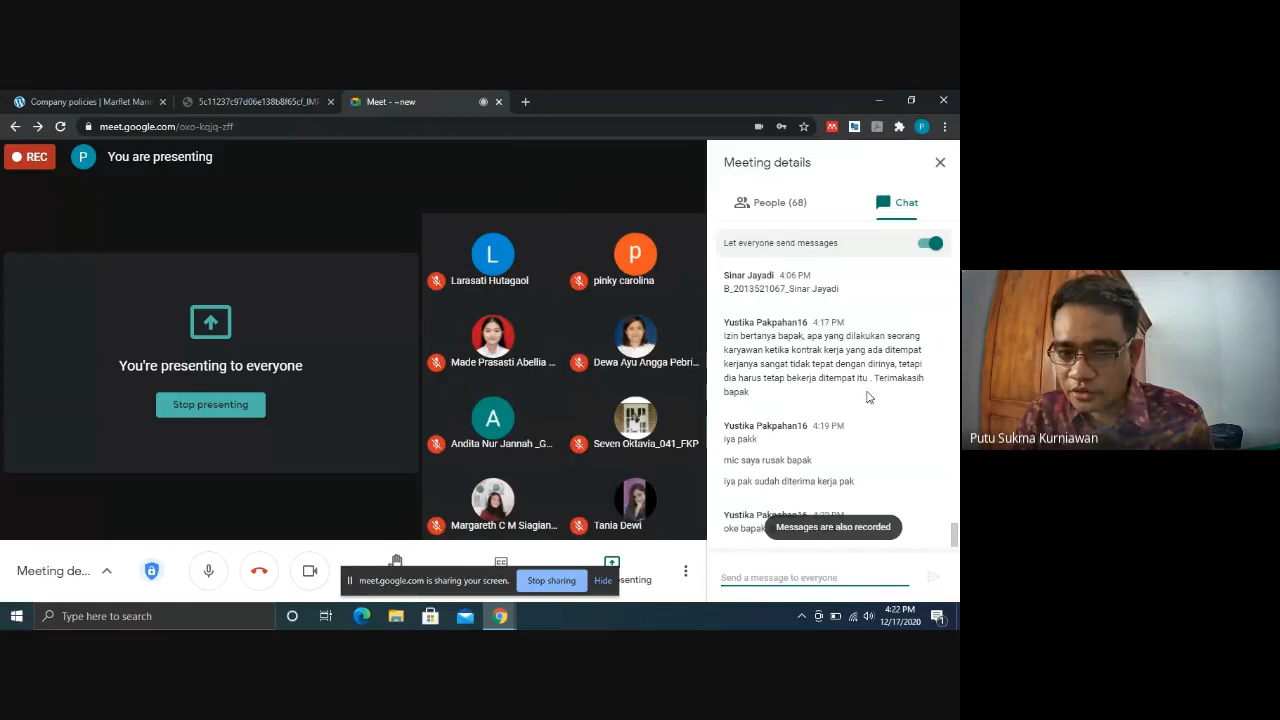 Company policies | Marflet Marin
5c11237c97d06e138b8f65cf_IMP
Meet - ~new
meet.google.com/oxo-kqjq-zff
P
REC
P
You are presenting
You're presenting to everyone
Stop presenting
L
Larasati Hutagaol
p
pinky carolina
Made Prasasti Abellia ...
Dewa Ayu Angga Pebri...
A
Andita Nur Jannah _G...
Seven Oktavia_041_FKP
Margareth C M Siagian...
Tania Dewi
Meeting details
People (68)
Chat
Let everyone send messages
Sinar Jayadi 4:06 PM
B_2013521067_Sinar Jayadi
Yustika Pakpahan16 4:17 PM
Izin bertanya bapak, apa yang dilakukan seorang
karyawan ketika kontrak kerja yang ada ditempat
kerjanya sangat tidak tepat dengan dirinya, tetapi
dia harus tetap bekerja ditempat itu . Terimakasih
bapak
Yustika Pakpahan16 4:19 PM
iya pakk
mic saya rusak bapak
iya pak sudah diterima kerja pak
Yustika Pakpahan16
oke bapak
Messages are also recorded
Send a message to everyone
Meeting de...
meet.google.com is sharing your screen.
Stop sharing
Hide
esenting
Type here to search
4:22 PM
12/17/2020
1
Putu Sukma Kurniawan